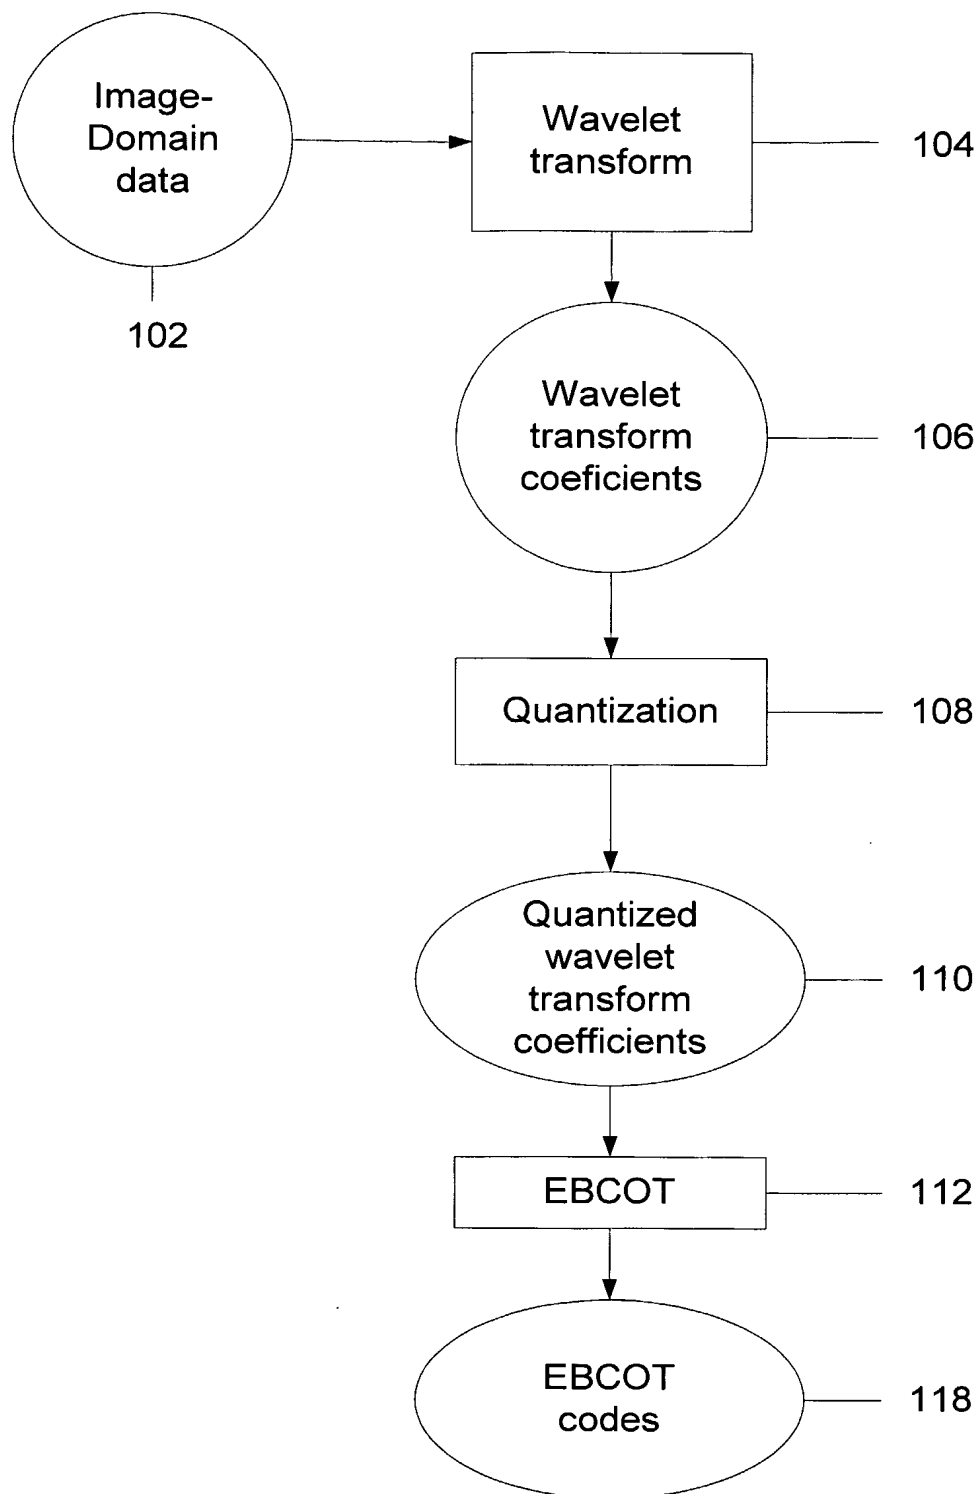 Image-
Domain
data
102
Wavelet
transform
104
Wavelet
transform
coeficients
106
Quantization
108
Quantized
wavelet
transform
coefficients
110
EBCOT
112
EBCOT
codes
118